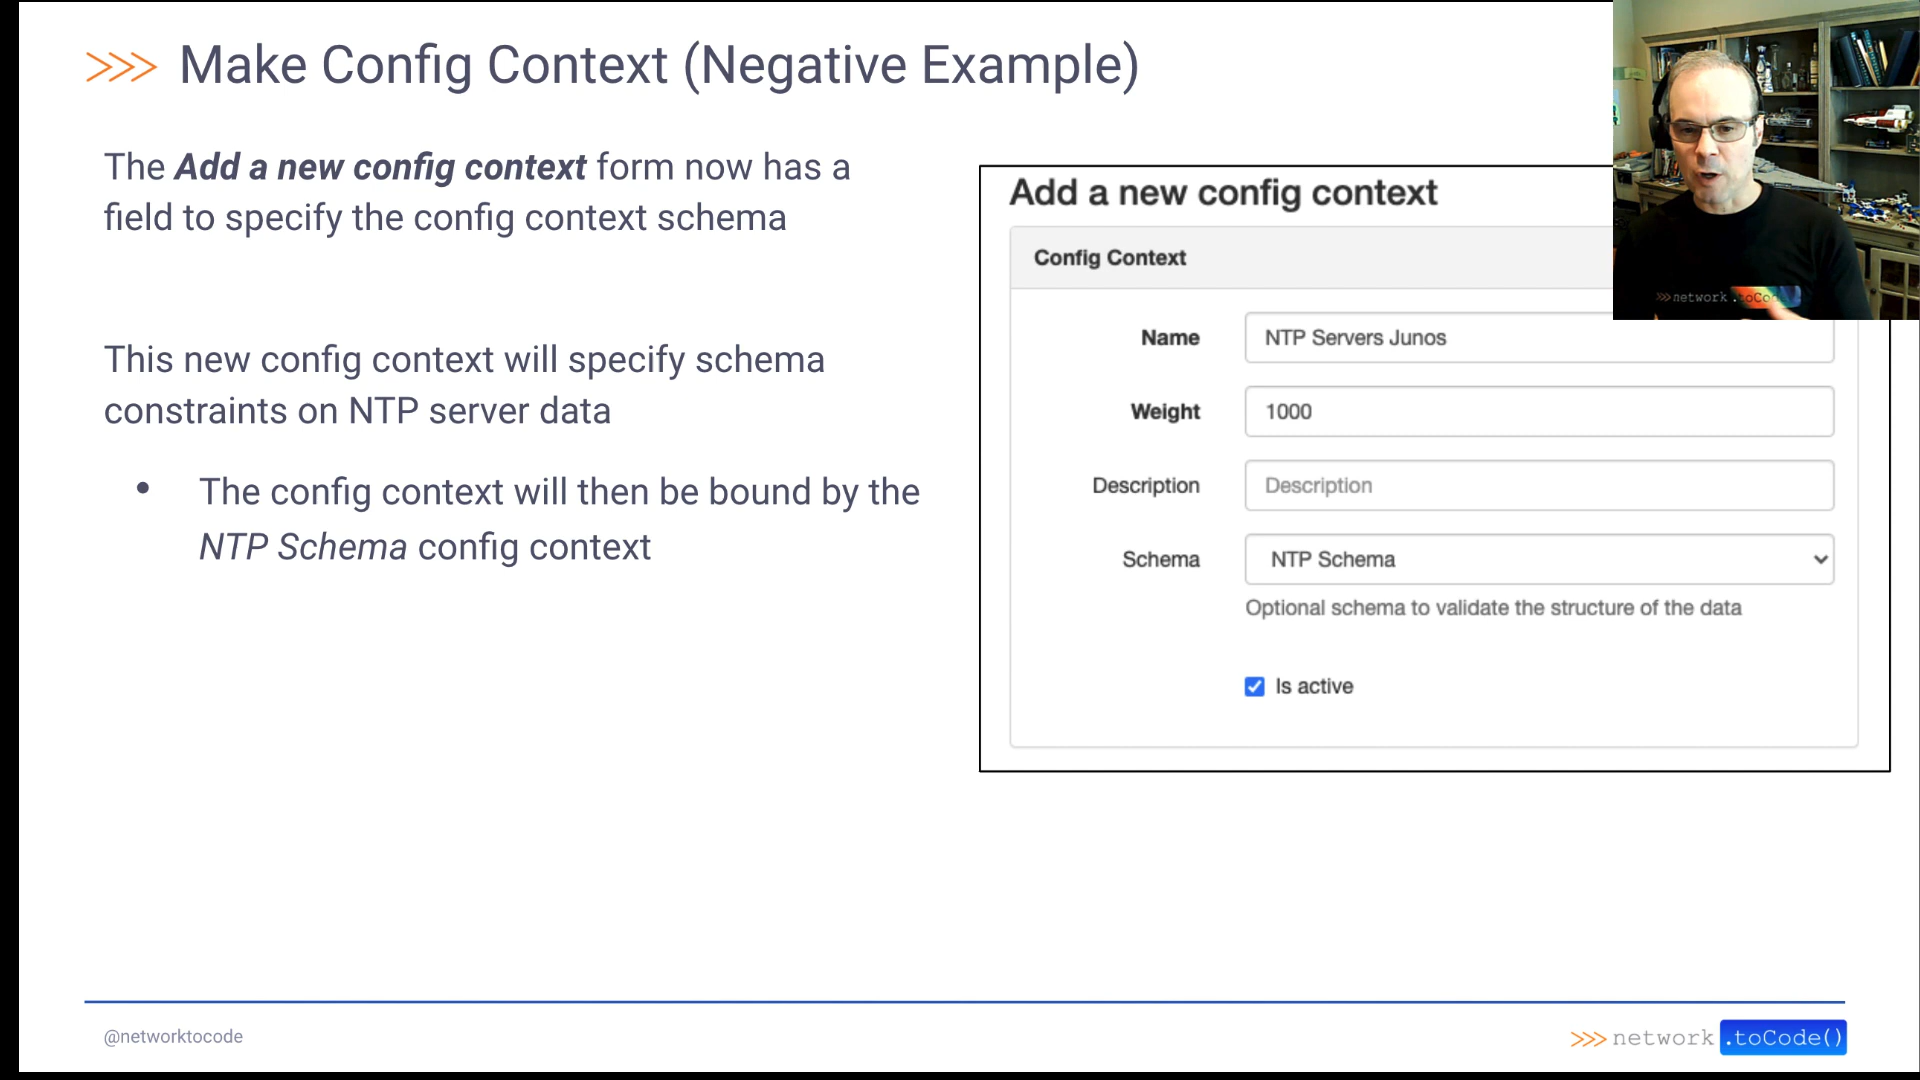 >>> Make Config Context (Negative Example)
The Add a new config context form now has a
field to specify the config context schema
This new config context will specify schema
constraints on NTP server data
• The config context will then be bound by the
NTP Schema config context
Add a new config context
Config Context
Name NTP Servers Junos
Weight 1000
Description Description
Schema NTP Schema
Optional schema to validate the structure of the data
Is active
>>> network .toCode
@networktocode
>>> network .toCode()